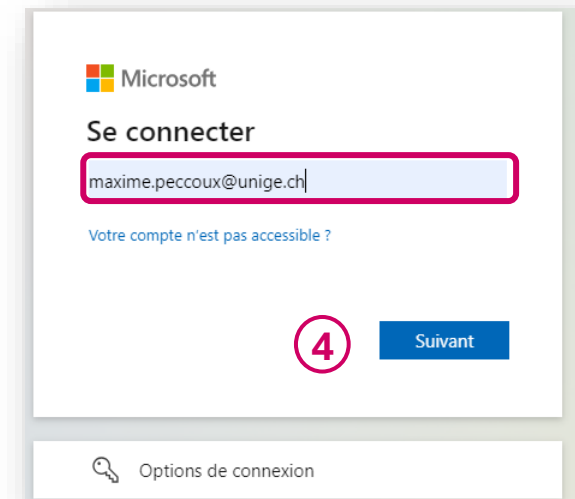 Microsoft
Se connecter
maxime.peccoux@unige.ch
Votre compte n'est pas accessible ?
4
Suivant
Options de connexion